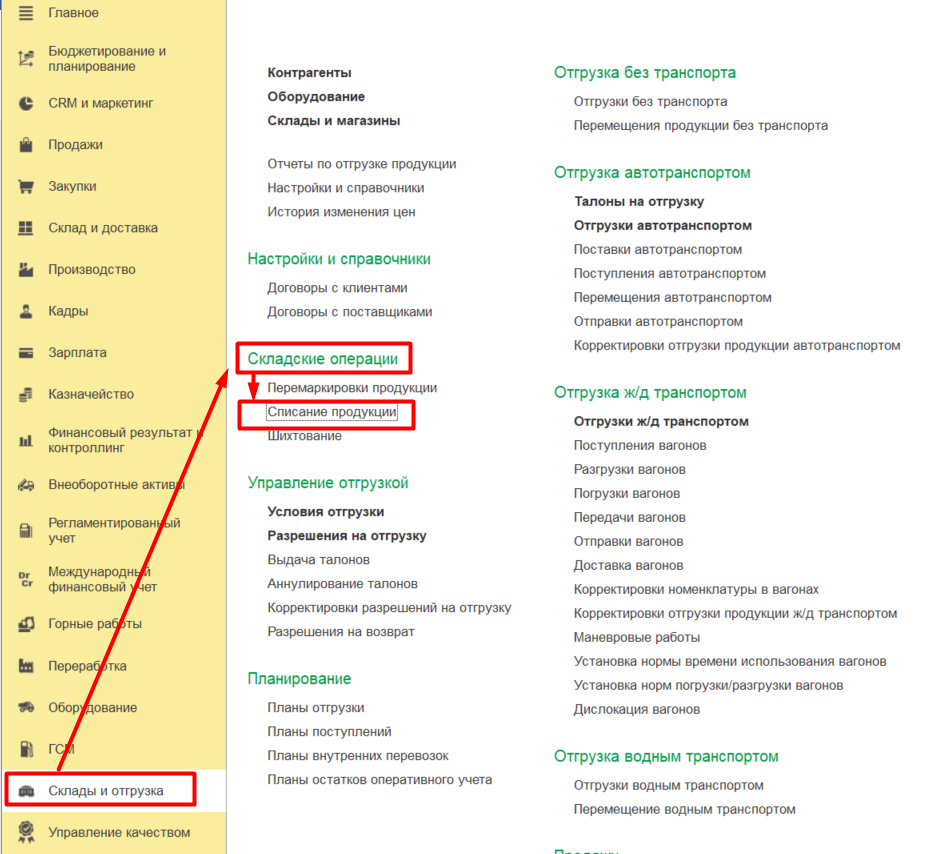 Главное
Бюджетирование и
планирование
CRM и маркетинг
Продажи
Закупки
Склад и доставка
Производство
Кадры
Зарплата
Казначейство
Финансовый результат и
контроллинг
Внеоборотные активы
Регламентированный
учет
Dr
Cr
Международный
финансовый учет
Горные работы
Переработка
Оборудование
ГСМ
Склады и отгрузка
Управление качеством
Контрагенты
Оборудование
Склады и магазины
Отчеты по отгрузке продукции
Настройки и справочники
История изменения цен
Настройки и справочники
Договоры с клиентами
Договоры с поставщиками
Складские операции
Перемаркировки продукции
Списание продукции
Шихтование
Управление отгрузкой
Условия отгрузки
Разрешения на отгрузку
Выдача талонов
Аннулирование талонов
Корректировки разрешений на отгрузку
Разрешения на возврат
Планирование
Планы отгрузки
Планы поступлений
Планы внутренних перевозок
Планы остатков оперативного учета
Отгрузка без транспорта
Отгрузки без транспорта
Перемещения продукции без транспорта
Отгрузка автотранспортом
Талоны на отгрузку
Отгрузки автотранспортом
Поставки автотранспортом
Поступления автотранспортом
Перемещения автотранспортом
Отправки автотранспортом
Корректировки отгрузки продукции автотранспортом
Отгрузка ж/д транспортом
Отгрузки ж/д транспортом
Поступления вагонов
Разгрузки вагонов
Погрузки вагонов
Передачи вагонов
Отправки вагонов
Доставка вагонов
Корректировки номенклатуры в вагонах
Корректировки отгрузки продукции ж/д транспортом
Маневровые работы
Установка нормы времени использования вагонов
Установка норм погрузки/разгрузки вагонов
Дислокация вагонов
Отгрузка водным транспортом
Отгрузки водным транспортом
Перемещение водным транспортом